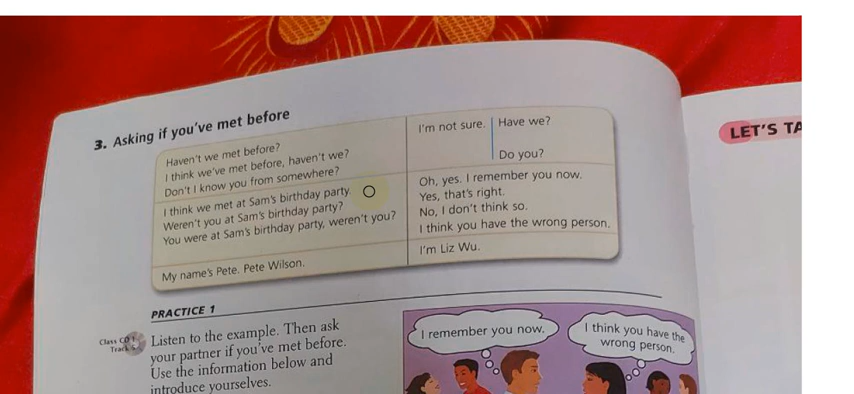 3. Asking if you've met before
Haven't we met before?
I think we've met before, haven't we?
Don't I know you from somewhere?
I'm not sure.
Have we?
Do you?
I think we met at Sam's birthday party
Weren't you at Sam's birthday party?
You were at Sam's birthday party, weren't you?
Oh, yes. I remember you now.
Yes, that's right.
No, I don't think so.
I think you have the wrong person.
My name's Pete. Pete Wilson.
I'm Liz Wu.
PRACTICE 1
Class CD 1
Track
Listen to the example. Then ask
your partner if you've met before.
Use the information below and
introduce yourselves.
I remember you now.
I think you have the
wrong person.
LET'S TA